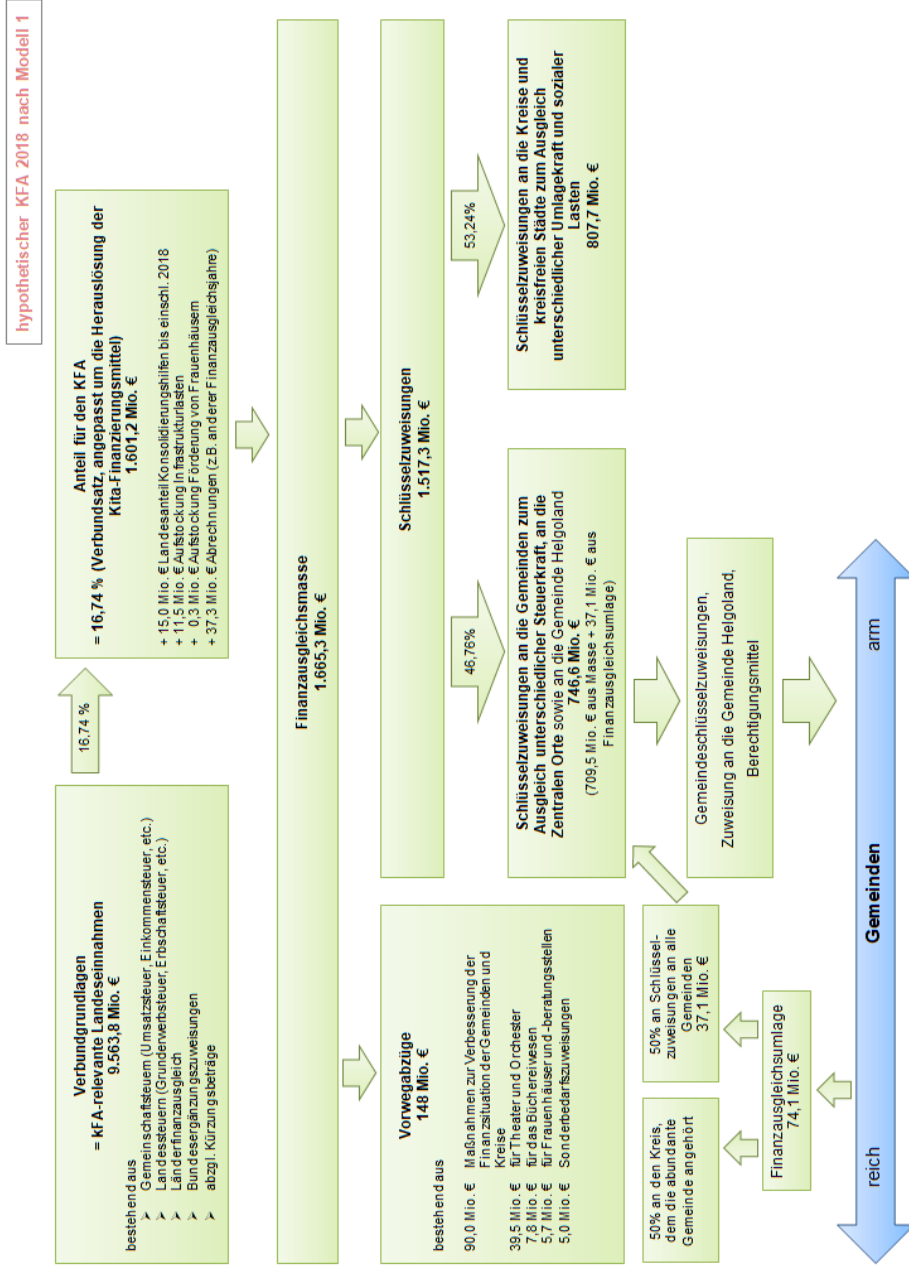 hypothetischer KFA 2018 nach Modell 1
Verbundgrundlagen
= kFA-relevante Landeseinnahmen
9.563,8 Mio. €
bestehend aus
➢ Gemeinschaftsteuern (Umsatzsteuer, Einkommensteuer, etc.)
➢ Landessteuern (Grunderwerbsteuer, Erbschaftsteuer, etc.)
➢ Länderfinanzausgleich
➢ Bundesergänzungszuweisungen
➢ abzgl. Kürzungsbeträge
16,74 %
Anteil für den KFA
= 16,74 % (Verbundsatz, angepasst um die Herauslösung der
Kita-Finanzierungsmittel)
1.601,2 Mio. €
+ 15,0 Mio. € Landesanteil Konsolidierungshilfen bis einschl. 2018
+ 11,5 Mio. € Aufstockung Infrastrukturlasten
+ 0,3 Mio. € Aufstockung Förderung von Frauenhäusern
+ 37,3 Mio. € Abrechnungen (z.B. anderer Finanzausgleichsjahre)
Finanzausgleichsmasse
1.665,3 Mio. €
Vorwegabzüge
148 Mio. €
bestehend aus
90,0 Mio. € Maßnahmen zur Verbesserung der
Finanzsituation der Gemeinden und
Kreise
39,5 Mio. € für Theater und Orchester
7,8 Mio. € für das Büchereiwesen
5,7 Mio. € für Frauenhäuser und -beratungsstellen
5,0 Mio. € Sonderbedarfszuweisungen
Schlüsselzuweisungen
1.517,3 Mio. €
46,76%
53,24%
Schlüsselzuweisungen an die Gemeinden zum
Ausgleich unterschiedlicher Steuerkraft, an die
Zentralen Orte sowie an die Gemeinde Helgoland
746,6 Mio. €
(709,5 Mio. € aus Masse + 37,1 Mio. € aus
Finanzausgleichsumlage)
Schlüsselzuweisungen an die Kreise und
kreisfreien Städte zum Ausgleich
unterschiedlicher Umlagekraft und sozialer
Lasten
807,7 Mio. €
50% an den Kreis,
dem die abundante
Gemeinde angehört
50% an Schlüssel-
zuweisungen an alle
Gemeinden
37,1 Mio. €
Gemeindeschlüsselzuweisungen,
Zuweisung an die Gemeinde Helgoland,
Berechtigungsmittel
Finanzausgleichsumlage
74,1 Mio. €
reich Gemeinden arm